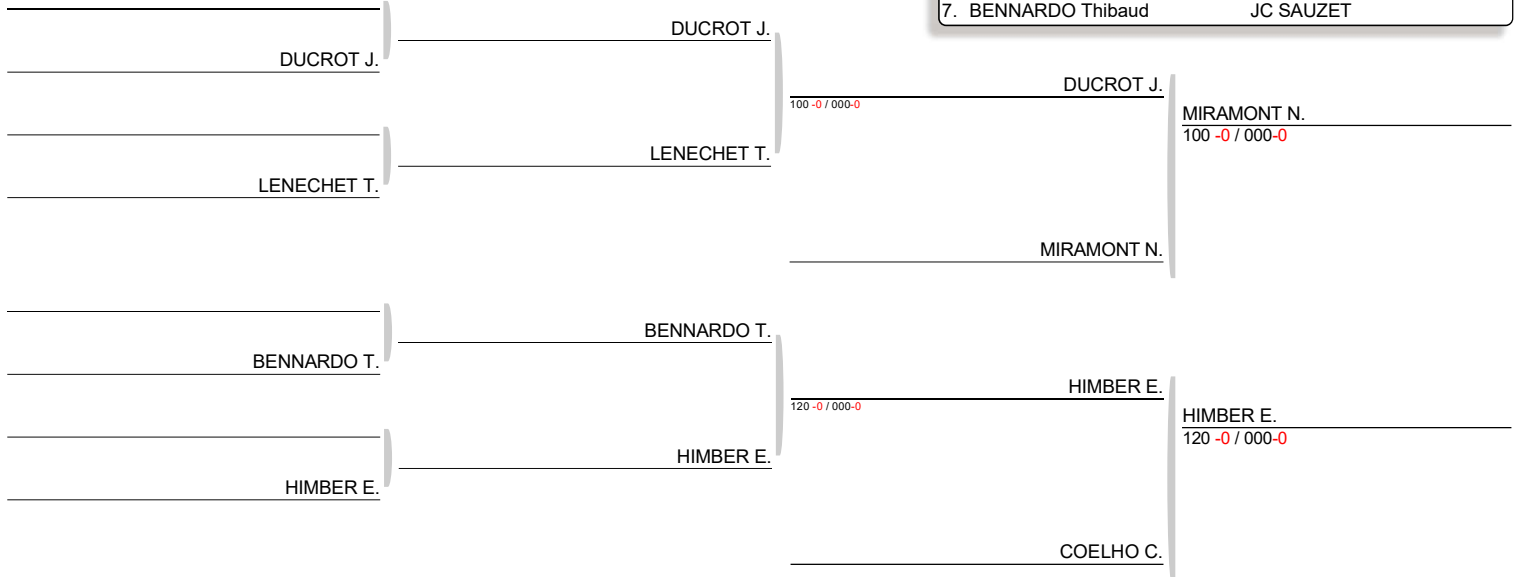 7. BENNARDO Thibaud JC SAUZET
DUCROT J.
DUCROT J.
DUCROT J.
100 -0 / 000-0
MIRAMONT N.
100 -0 / 000-0
LENECHET T.
LENECHET T.
MIRAMONT N.
BENNARDO T.
BENNARDO T.
HIMBER E.
120 -0 / 000-0
HIMBER E.
120 -0 / 000-0
HIMBER E.
HIMBER E.
COELHO C.